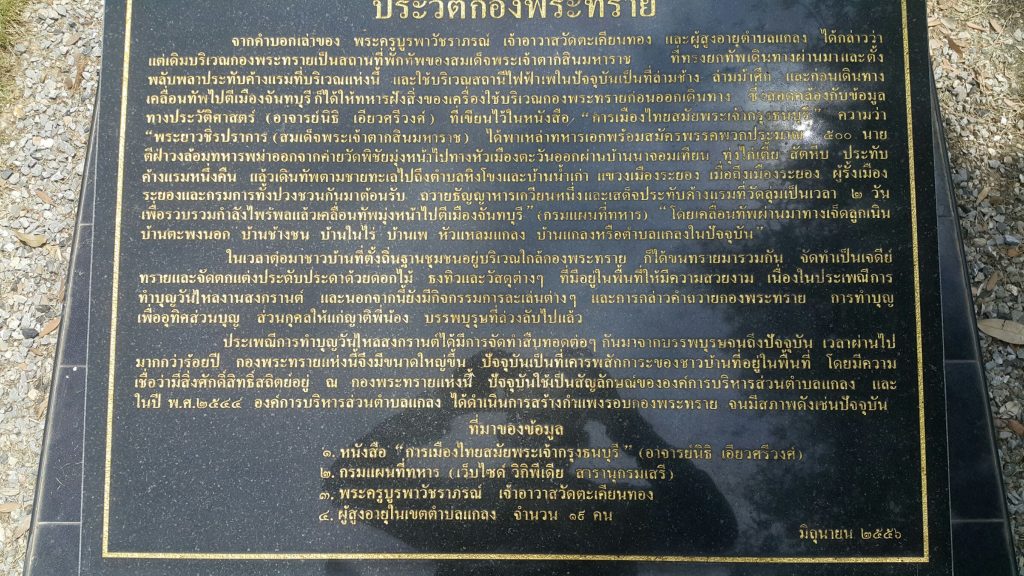 ประวัติกองพระทราย
จากคำบอกเล่าของ พระครูบูรพาวัชราภรณ์ เจ้าอาวาสวัดตะเคียนทอง และผู้สูงอายุตำบลแกลง ได้กล่าวว่า
แต่เดิมบริเวณกองพระทรายเป็นสถานที่พักทัพของสมเด็จพระเจ้าตากสินมหาราช ที่ทรงยกทัพเดินทางผ่านมาและตั้ง
พลับพลาประทับค้างแรมที่บริเวณแห่งนี้ และใช้บริเวณสถานีไฟฟ้าเพในปัจจุบันเป็นที่ล่ามช้าง ล่ามม้าศึก และก่อนเดินทาง
เคลื่อนทัพไปตีเมืองจันทบุรี ก็ได้ให้ทหารฝังสิ่งของเครื่องใช้บริเวณกองพระทรายก่อนออกเดินทาง ซึ่งสอดคล้องกับข้อมูล
ทางประวัติศาสตร์ (อาจารย์นิธิ เอียวศรีวงศ์) ที่เขียนไว้ในหนังสือ "การเมืองไทยสมัยพระเจ้ากรุงธนบุรี" ความว่า
"พระยาวชิรปราการ (สมเด็จพระเจ้าตากสินมหาราช) ได้พาเหล่าทหารเอกพร้อมสมัครพรรคพวกประมาณ ๕๐๐ นาย
ตีฝ่าวงล้อมทหารพม่าออกจากค่ายวัดพิชัยมุ่งหน้าไปทางหัวเมืองตะวันออกผ่านบ้านนาจอมเทียน ทุ่งไก่เตี้ย สัตหีบ ประทับ
ค้างแรมหนึ่งคืน แล้วเดินทัพตามชายทะเลไปถึงตำบลหิงโขงและบ้านน้ำเก่า แขวงเมืองระยอง เมื่อถึงเมืองระยอง ผู้รั้งเมือง
ระยองและกรมการทั้งปวงชวนกันมาต้อนรับ ถวายธัญญาหารเกวียนหนึ่งและเสด็จประทับค้างแรมที่วัดลุ่มเป็นเวลา ๒ วัน
เพื่อรวบรวมกำลังไพร่พลแล้วเคลื่อนทัพมุ่งหน้าไปตีเมืองจันทบุรี" (กรมแผนที่ทหาร) "โดยเคลื่อนทัพผ่านมาทางเจ็ดลูกเนิน
บ้านตะพงนอก บ้านช้างชน บ้านในไร่ บ้านเพ หัวแหลมแกลง บ้านแกลงหรือตำบลแกลงในปัจจุบัน"
ในเวลาต่อมาชาวบ้านที่ตั้งถิ่นฐานชุมชนอยู่บริเวณใกล้กองพระทราย ก็ได้ขนทรายมารวมกัน จัดทำเป็นเจดีย์
ทรายและจัดตกแต่งประดับประดาด้วยดอกไม้ ธงทิวและวัสดุต่างๆ ที่มีอยู่ในพื้นที่ให้มีความสวยงาม เนื่องในประเพณีการ
ทำบุญวันไหลงานสงกรานต์ และนอกจากนี้ยังมีกิจกรรมการละเล่นต่างๆ และการกล่าวคำถวายกองพระทราย การทำบุญ
เพื่ออุทิศส่วนบุญ ส่วนกุศลให้แก่ญาติพี่น้อง บรรพบุรุษที่ล่วงลับไปแล้ว
ประเพณีการทำบุญวันไหลสงกรานต์ได้มีการจัดทำสืบทอดต่อๆ กันมาจากบรรพบุรุษจนถึงปัจจุบัน เวลาผ่านไป
มากกว่าร้อยปี กองพระทรายแห่งนี้จึงมีขนาดใหญ่ขึ้น ปัจจุบันเป็นที่เคารพสักการะของชาวบ้านที่อยู่ในพื้นที่ โดยมีความ
เชื่อว่ามีสิ่งศักดิ์สิทธิ์สถิตย์อยู่ ณ กองพระทรายแห่งนี้ ปัจจุบันใช้เป็นสัญลักษณ์ขององค์การบริหารส่วนตำบลแกลง และ
ในปี พ.ศ.๒๕๔๔ องค์การบริหารส่วนตำบลแกลง ได้ดำเนินการสร้างกำแพงรอบกองพระทราย จนมีสภาพดังเช่นปัจจุบัน
ที่มาของข้อมูล
๑. หนังสือ "การเมืองไทยสมัยพระเจ้ากรุงธนบุรี" (อาจารย์นิธิ เอียวศรีวงศ์)
๒. กรมแผนที่ทหาร (เว็บไซด์ วิกิพีเดีย สารานุกรมเสรี)
๓. พระครูบูรพาวัชราภรณ์ เจ้าอาวาสวัดตะเคียนทอง
๔. ผู้สูงอายุในเขตตำบลแกลง จำนวน ๑๙ คน
มิถุนายน ๒๕๕๖